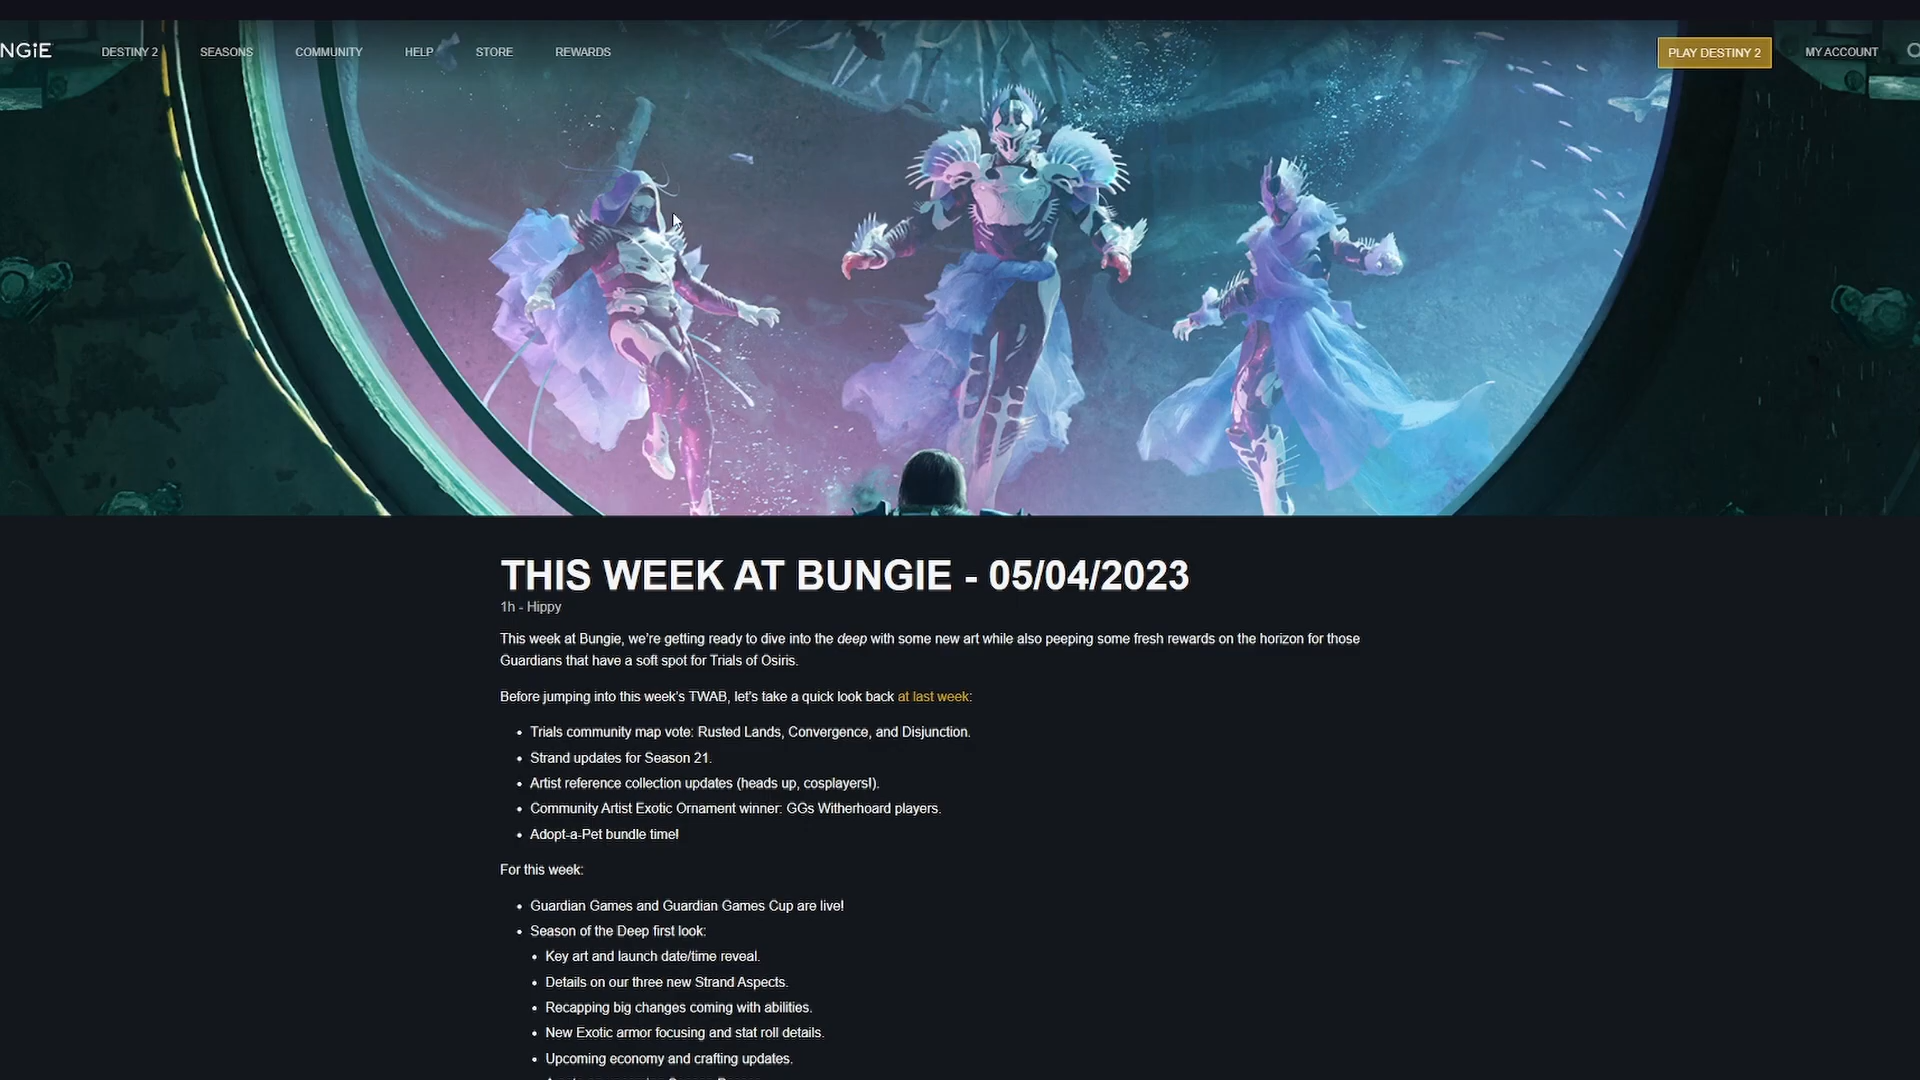 NGiE
DESTINY 2
SEASONS
COMMUNITY
HELP
STORE
REWARDS
PLAY DESTINY 2
MY ACCOUNT
THIS WEEK AT BUNGIE - 05/04/2023
1h - Hippy
This week at Bungie, we're getting ready to dive into the deep with some new art while also peeping some fresh rewards on the horizon for those
Guardians that have a soft spot for Trials of Osiris.
Before jumping into this week's TWAB, let's take a quick look back at last week:
• Trials community map vote: Rusted Lands, Convergence, and Disjunction.
• Strand updates for Season 21.
• Artist reference collection updates (heads up, cosplayers!).
• Community Artist Exotic Ornament winner: GGs Witherhoard players.
• Adopt-a-Pet bundle time!
For this week:
• Guardian Games and Guardian Games Cup are live!
• Season of the Deep first look:
• Key art and launch date/time reveal.
• Details on our three new Strand Aspects.
• Recapping big changes coming with abilities.
• New Exotic armor focusing and stat roll details.
• Upcoming economy and crafting updates.